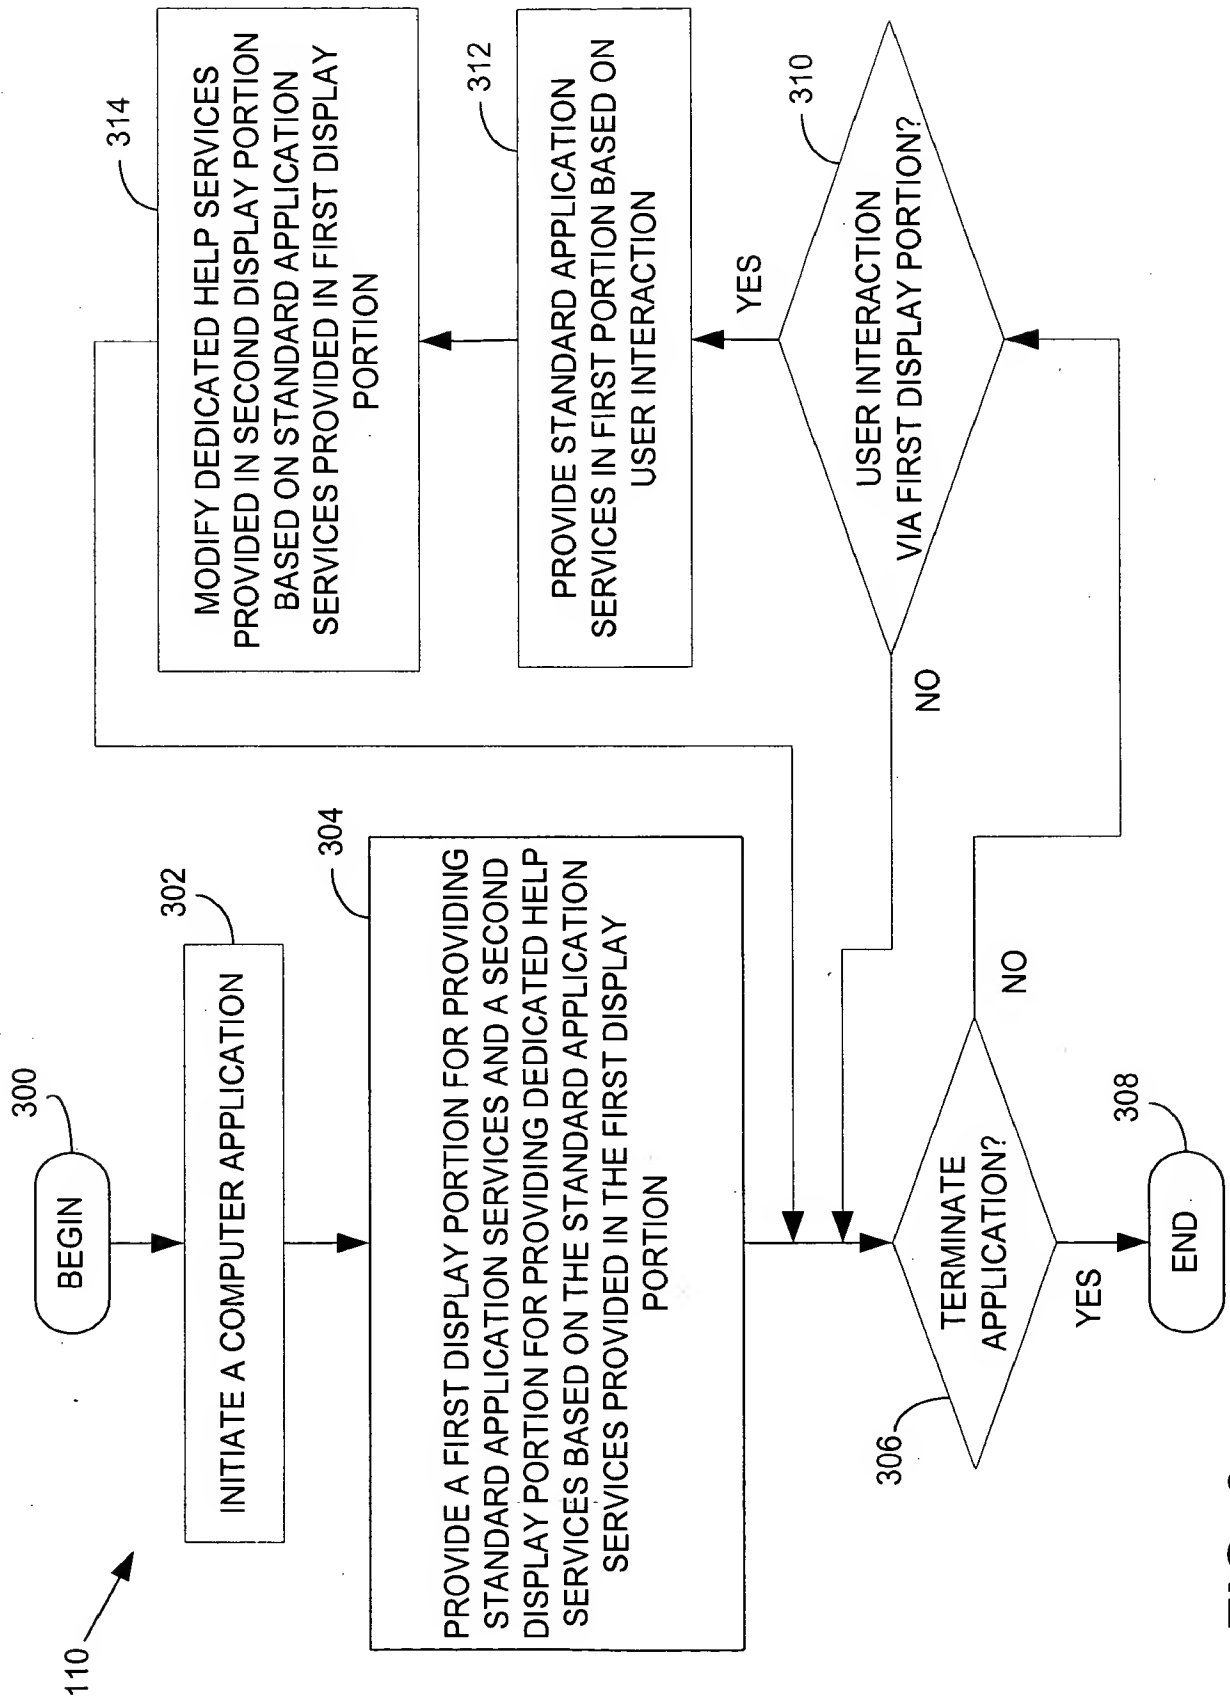 110
300
BEGIN
302
INITIATE A COMPUTER APPLICATION
304
PROVIDE A FIRST DISPLAY PORTION FOR PROVIDING
STANDARD APPLICATION SERVICES AND A SECOND
DISPLAY PORTION FOR PROVIDING DEDICATED HELP
SERVICES BASED ON THE STANDARD APPLICATION
SERVICES PROVIDED IN THE FIRST DISPLAY
PORTION
306
TERMINATE
APPLICATION?
NO
YES
308
END
314
MODIFY DEDICATED HELP SERVICES
PROVIDED IN SECOND DISPLAY PORTION
BASED ON STANDARD APPLICATION
SERVICES PROVIDED IN FIRST DISPLAY
PORTION
312
PROVIDE STANDARD APPLICATION
SERVICES IN FIRST PORTION BASED ON
USER INTERACTION
YES
310
USER INTERACTION
VIA FIRST DISPLAY PORTION?
NO